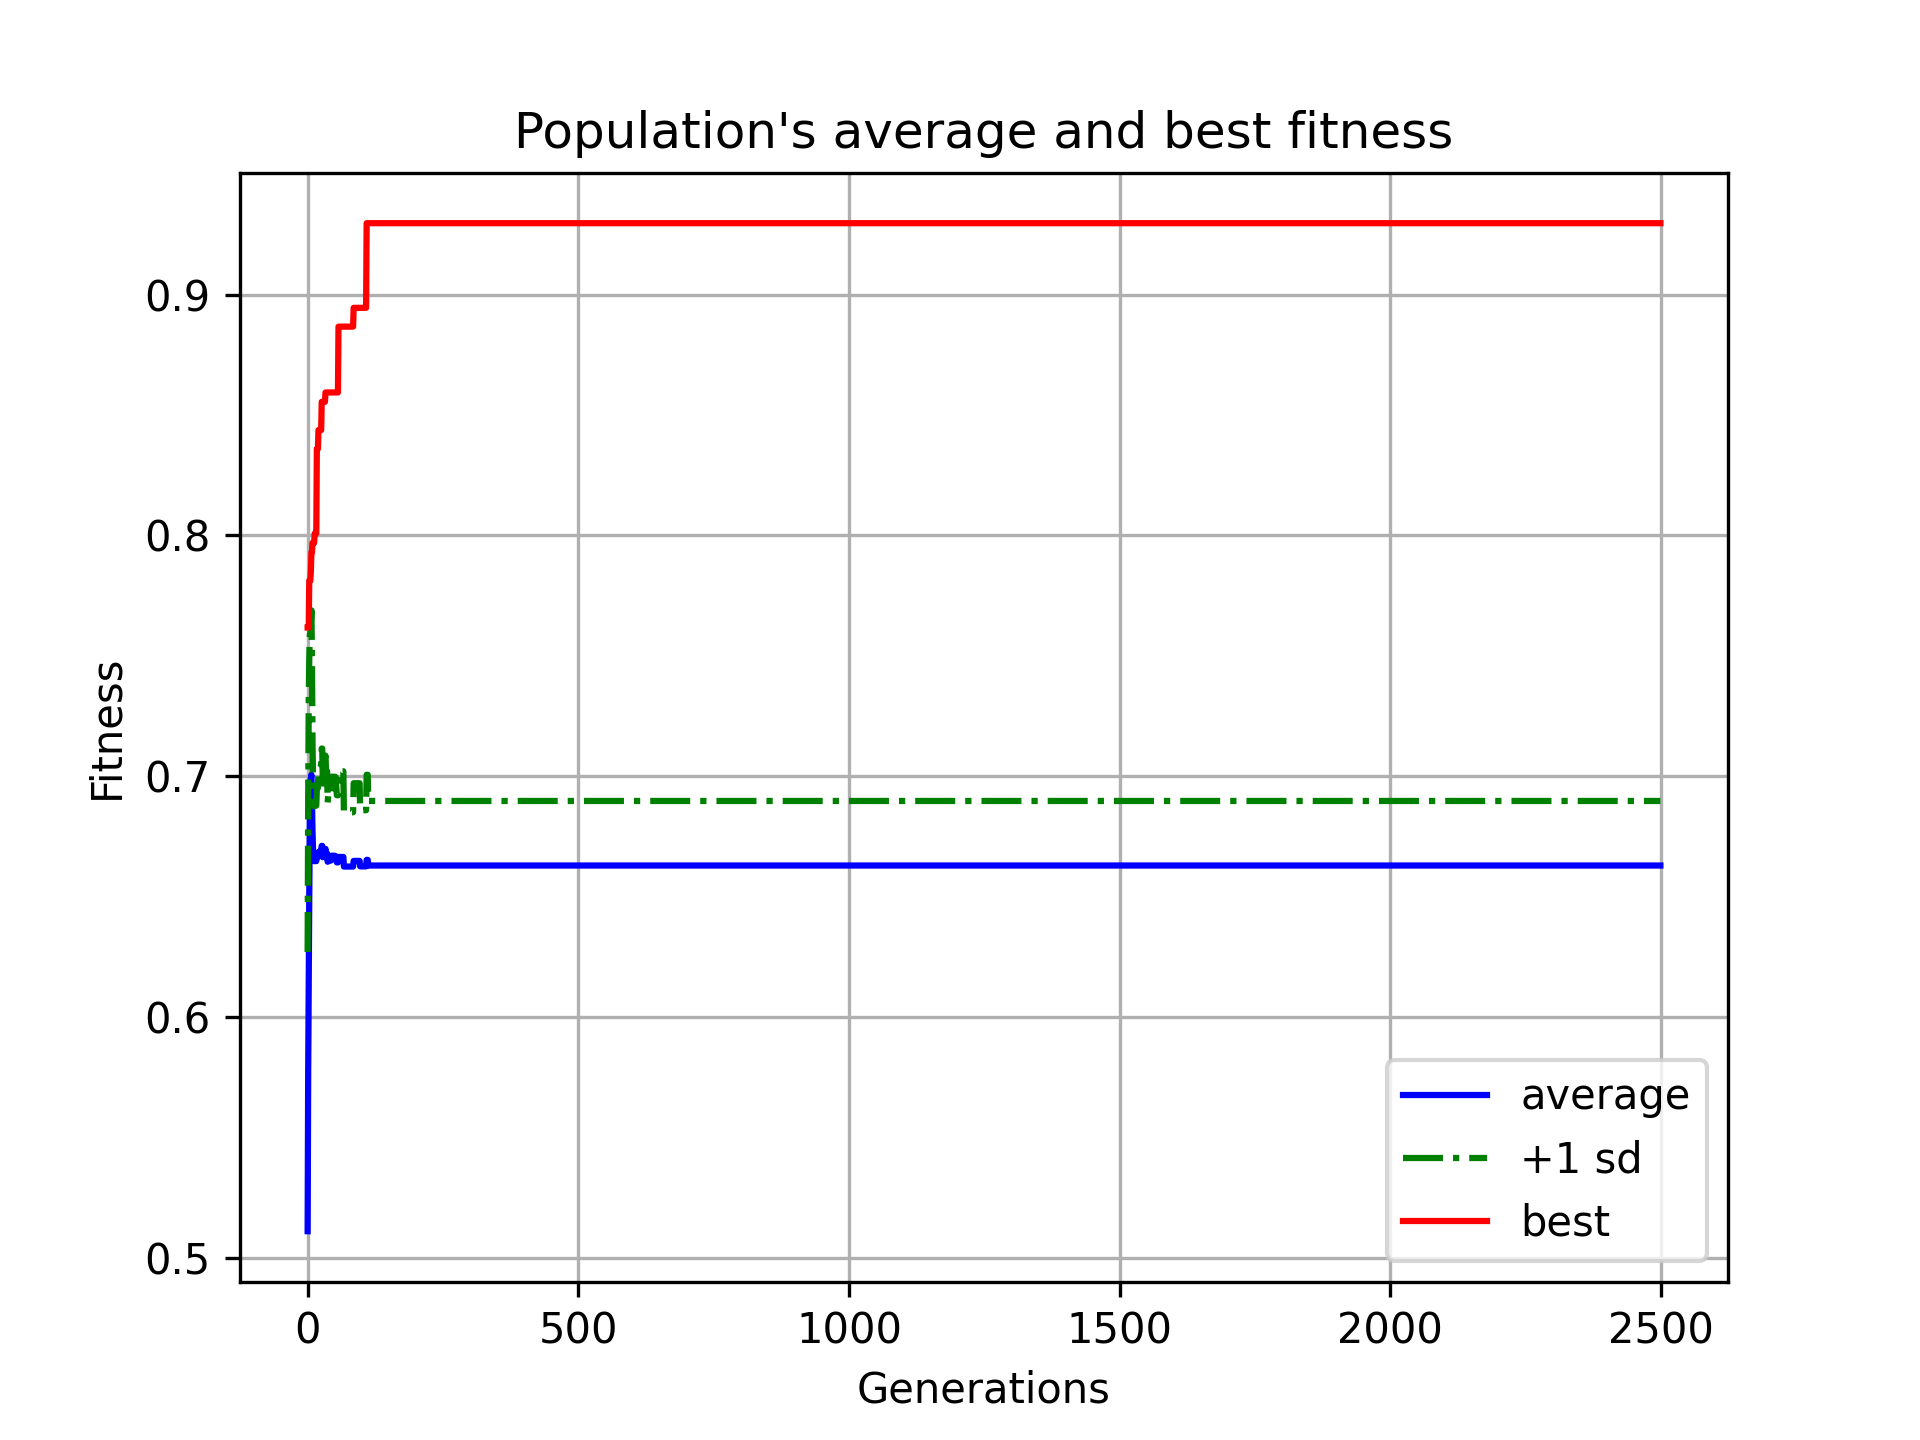 Population's average and best fitness
0.9
0.8
0.7
0.6
0.5
Fitness
average
+1 sd
best
0 500 1000 1500 2000 2500
Generations